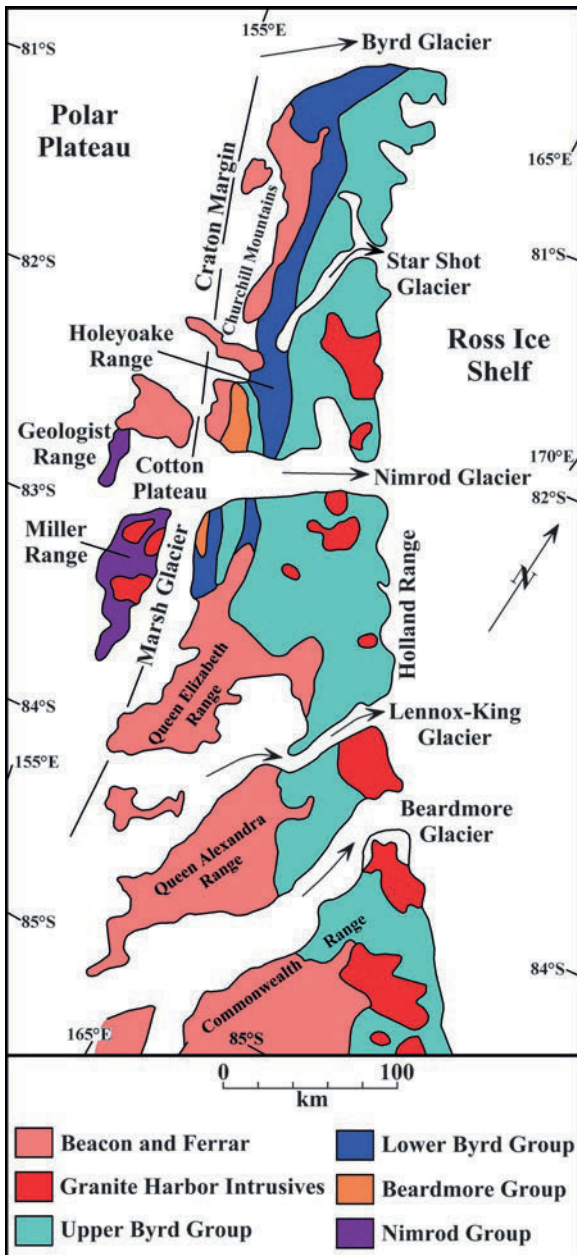 155°E
Byrd Glacier
81°S
Polar
Plateau
165°E
Craton Margin
Churchill Mountains
82°S
81°S
Star Shot
Glacier
Holeyoake
Range
Ross Ice
Shelf
Geologist
Range
Cotton
Plateau
170°E
Nimrod Glacier
83°S
82°S
Miller
Range
Marsh Glacier
Holland Range
N
Queen Elizabeth
Range
84°S
Lennox-King
Glacier
155°E
Beardmore
Glacier
Queen Alexandra
Range
85°S
Commonwealth Range
84°S
165°E
85°S
0 100
km
Beacon and Ferrar
Granite Harbor Intrusives
Upper Byrd Group
Lower Byrd Group
Beardmore Group
Nimrod Group